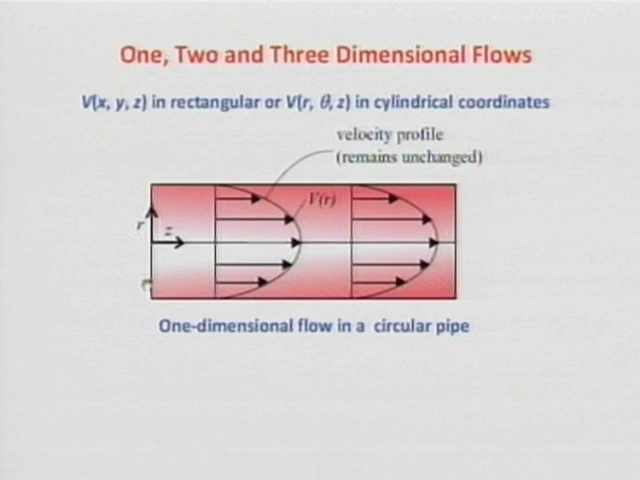 One, Two and Three Dimensional Flows
V(x, y, z) in rectangular or V(r, θ, z) in cylindrical coordinates
velocity profile
(remains unchanged)
V(r)
r
z
One-dimensional flow in a circular pipe